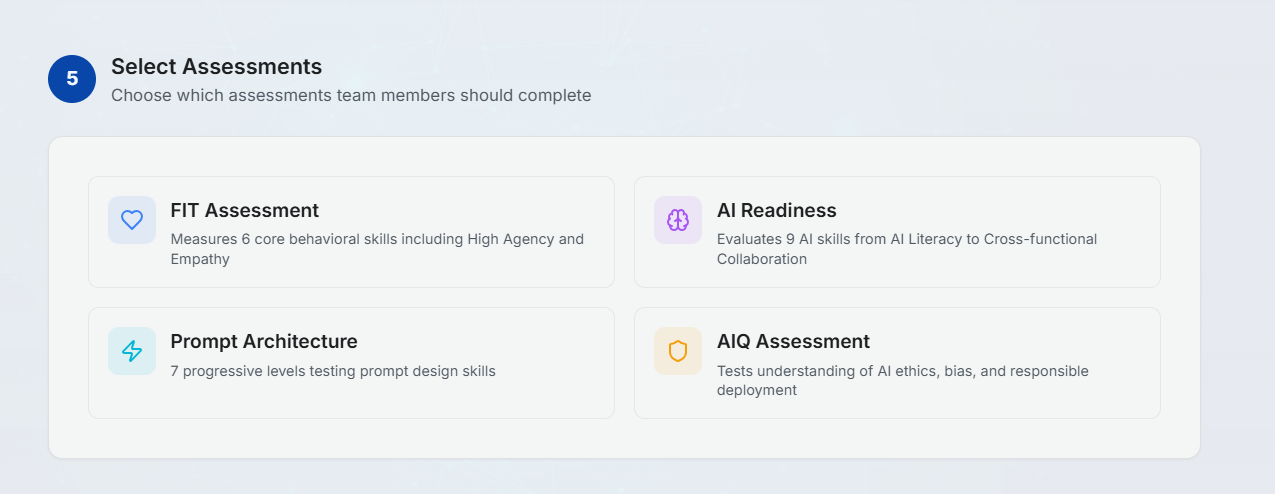 5
Select Assessments
Choose which assessments team members should complete
FIT Assessment
Measures 6 core behavioral skills including High Agency and
Empathy
AI Readiness
Evaluates 9 AI skills from AI Literacy to Cross-functional
Collaboration
Prompt Architecture
7 progressive levels testing prompt design skills
AIQ Assessment
Tests understanding of AI ethics, bias, and responsible
deployment